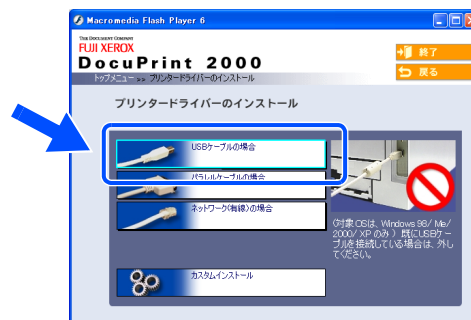 Macromedia Flash Player 6
THE DOCUMENT COMPANY
FUJI XEROX
DocuPrint 2000
トップメニュー >> プリンタードライバーのインストール
終了
戻る
プリンタードライバーのインストール
USBケーブルの場合
パラレルケーブルの場合
ネットワーク(有線)の場合
カスタムインストール
(対象OSは、Windows 98/ Me/
2000/ XP のみ) 既にUSBケー
ブルを接続している場合は、外し
てください。